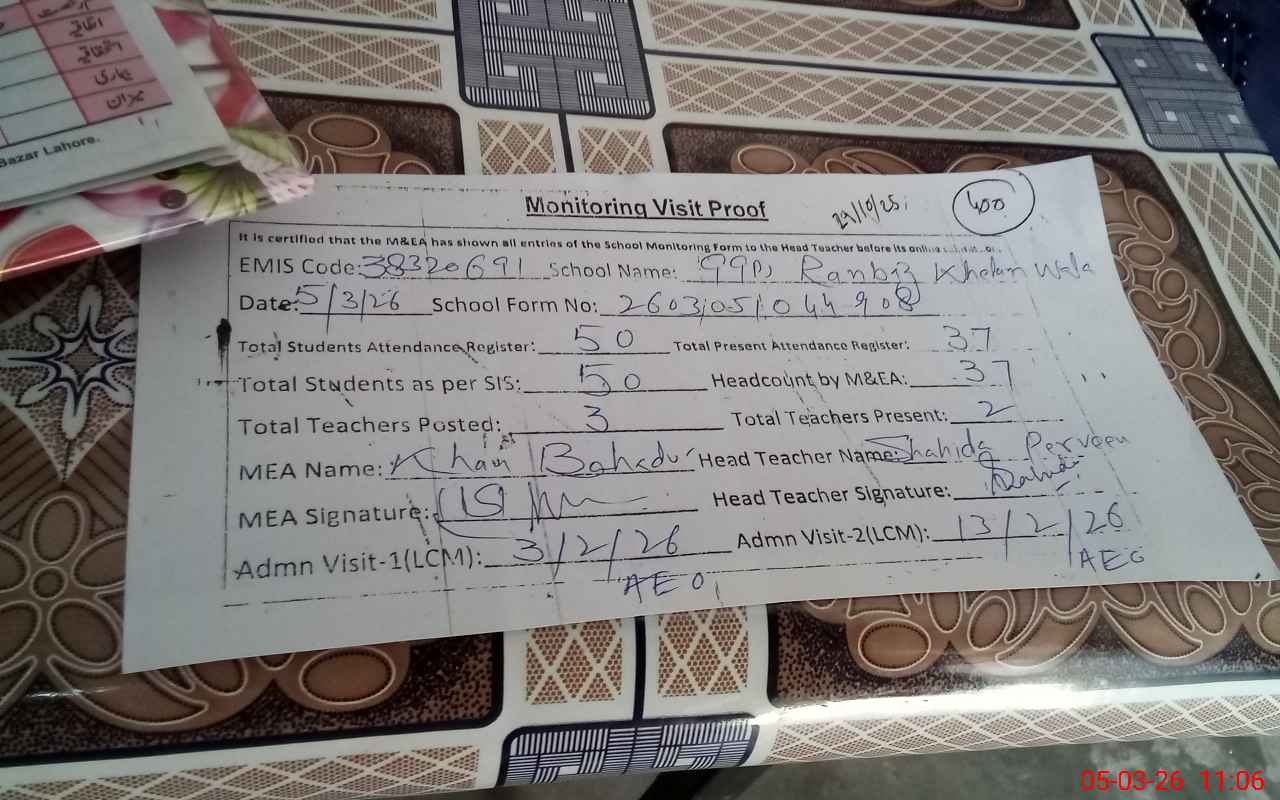 Bazar Lahore.
Monitoring Visit Proof 29/10/25 400
It is certified that the M&EA has shown all entries of the School Monitoring Form to the Head Teacher before its online
EMIS Code: 38320691 School Name: GGPS Ranbaz Khelan Wala
Date: 5/3/26 School Form No: 2603/05/044908
Total Students Attendance Register: 50 Total Present Attendance Register: 37
Total Students as per SIS: 50 Headcount by M&EA: 37
Total Teachers Posted: 3 Total Teachers Present: 2
MEA Name: Khan Bahadur Head Teacher Name: Shahida Perveen
MEA Signature: Head Teacher Signature: Shahida
Admn Visit-1(LCM): 3/2/26 Admn Visit-2(LCM): 13/2/26
AEO AEO
05-03-26 11:06